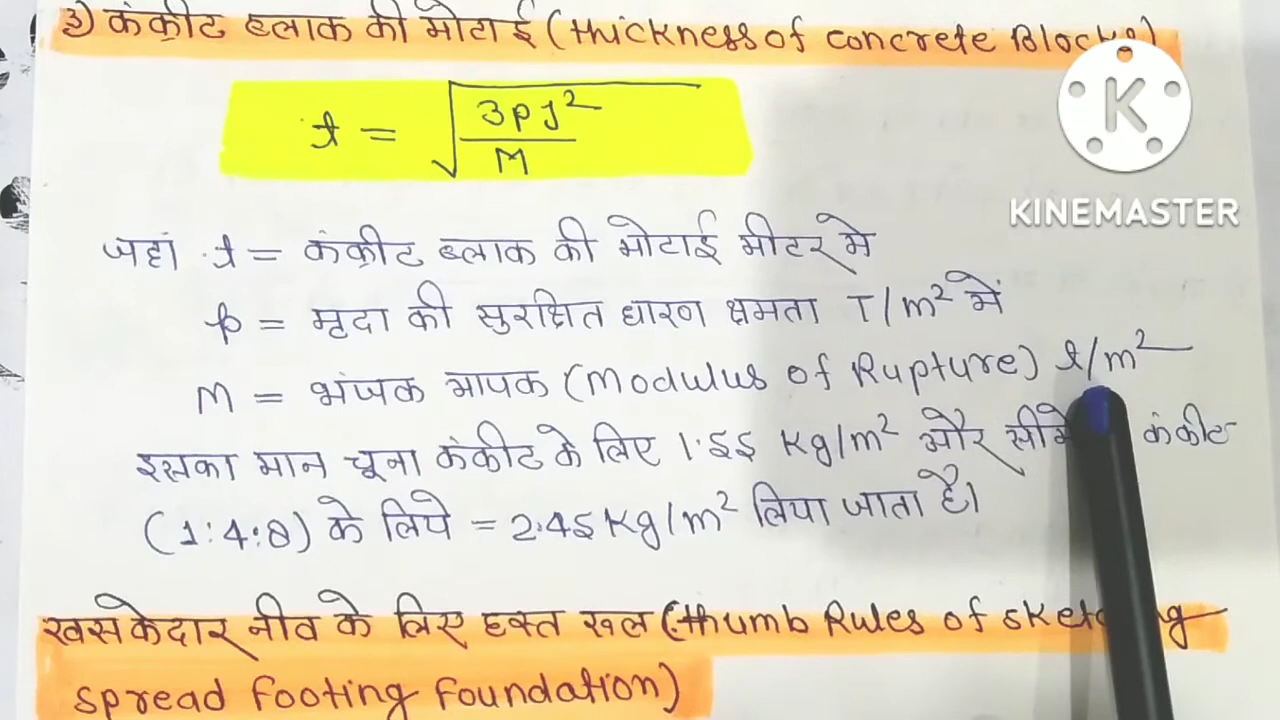 3) कंक्रीट ब्लाक की मोटाई (thickness of concrete Blocks)
t = √(3pJ²/M)
KINEMASTER
जहां t = कंक्रीट ब्लाक की मोटाई मीटर मे
p = मृदा की सुरक्षित धारण क्षमता T/m² में
M = भंजक मापक (Modulus of Rupture) t/m²
इसका मान चूना कंकीट के लिए 1.55 Kg/m² और कंकीट
(1:4:8) के लिये = 2.45 Kg/m² लिया जाता है।
खसकेदार नीव के लिए हक्त रूल (thumb Rules of
spread footing foundation)